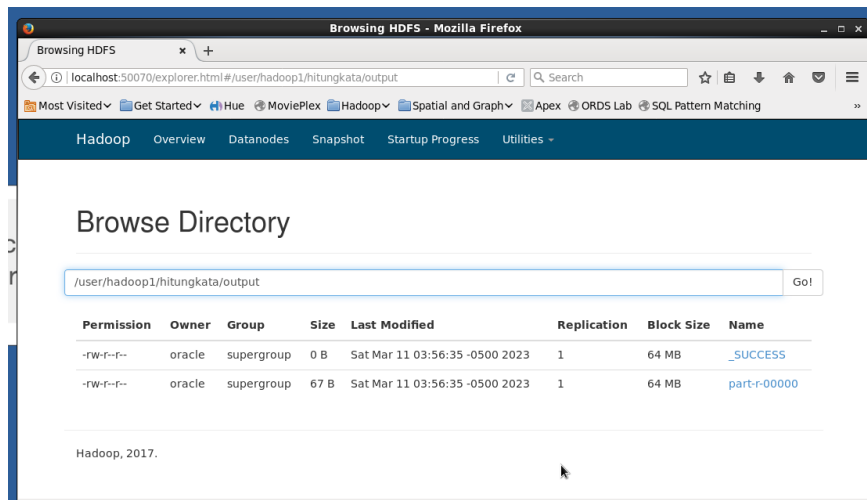 Browsing HDFS - Mozilla Firefox
Browsing HDFS × +
localhost:50070/explorer.html#/user/hadoop1/hitungkata/output Search
Most Visited Get Started Hue MoviePlex Hadoop Spatial and Graph Apex ORDS Lab SQL Pattern Matching »
Hadoop Overview Datanodes Snapshot Startup Progress Utilities
Browse Directory
/user/hadoop1/hitungkata/output Go!
Permission Owner Group Size Last Modified Replication Block Size Name
-rw-r--r-- oracle supergroup 0 B Sat Mar 11 03:56:35 -0500 2023 1 64 MB _SUCCESS
-rw-r--r-- oracle supergroup 67 B Sat Mar 11 03:56:35 -0500 2023 1 64 MB part-r-00000
Hadoop, 2017.